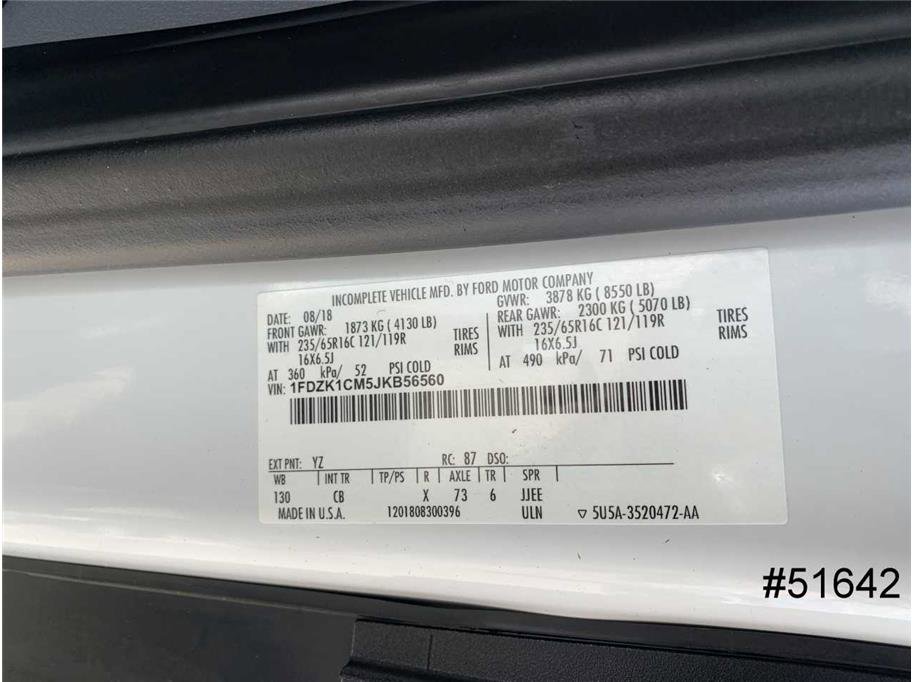 INCOMPLETE VEHICLE MFD. BY FORD MOTOR COMPANY
DATE: 08/18 GVWR: 3878 KG ( 8550 LB)
FRONT GAWR: 1873 KG ( 4130 LB) REAR GAWR: 2300 KG ( 5070 LB)
WITH 235/65R16C 121/119R TIRES WITH 235/65R16C 121/119R TIRES
16X6.5J RIMS 16X6.5J RIMS
AT 360 kPa/ 52 PSI COLD AT 490 kPa/ 71 PSI COLD
VIN: 1FDZK1CM5JKB56560
EXT PNT: YZ RC: 87 DSO:
WB INT TR TP/PS R AXLE TR SPR
130 CB X 73 6 JJEE
MADE IN U.S.A. 1201808300396 ULN ▽ 5U5A-3520472-AA
#51642